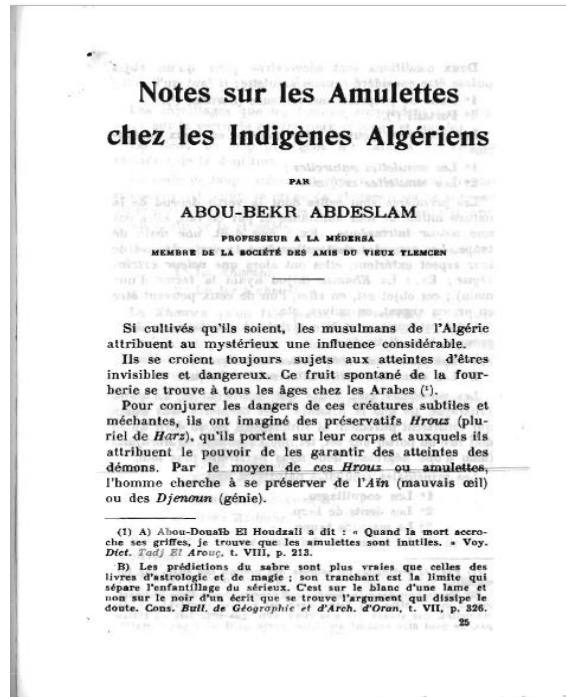 Notes sur les Amulettes
chez les Indigènes Algériens
PAR
ABOU-BEKR ABDESLAM
PROFESSEUR A LA MÉDERSA
MEMBRE DE LA SOCIÉTÉ DES AMIS DU VIEUX TLEMCEN
Si cultivés qu'ils soient, les musulmans de l'Algérie
attribuent au mystérieux une influence considérable.
Ils se croient toujours sujets aux atteintes d'êtres
invisibles et dangereux. Ce fruit spontané de la four-
berie se trouve à tous les âges chez les Arabes (¹).
Pour conjurer les dangers de ces créatures subtiles et
méchantes, ils ont imaginé des préservatifs Hrouz (plu-
riel de Harz), qu'ils portent sur leur corps et auxquels ils
attribuent le pouvoir de les garantir des atteintes des
démons. Par le moyen de ces Hrouz ou amulettes,
l'homme cherche à se préserver de l'Aïn (mauvais œil)
ou des Djenoun (génie).
(1) A) Abou-Douaïb El Houdzali a dit : « Quand la mort accro-
che ses griffes, je trouve que les amulettes sont inutiles. » Voy.
Dict. Tadj El Arouç, t. VIII, p. 213.
B) Les prédictions du sabre sont plus vraies que celles des
livres d'astrologie et de magie ; son tranchant est la limite qui
sépare l'enfantillage du sérieux. C'est sur le blanc d'une lame et
non sur le noir d'un écrit que se trouve l'argument qui dissipe le
doute. Cons. Bull. de Géographie et d'Arch. d'Oran, t. VII, p. 326.
25